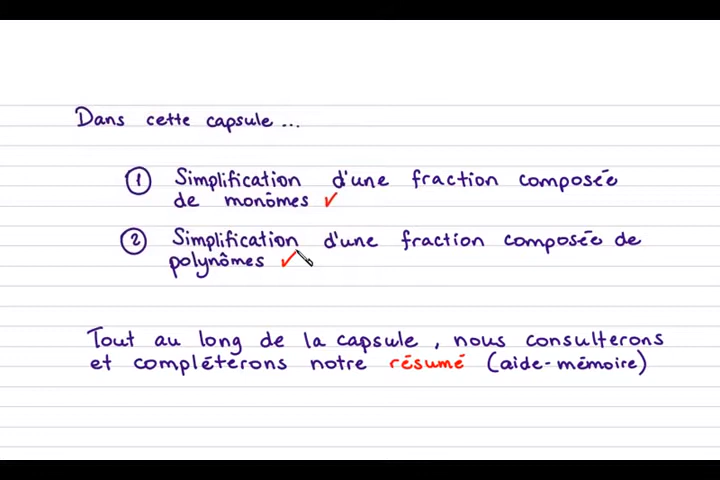 Dans cette capsule...
① Simplification d'une fraction composée
de monômes ✓
② Simplification d'une fraction composée de
polynômes ✓
Tout au long de la capsule, nous consulterons
et compléterons notre résumé (aide-mémoire)